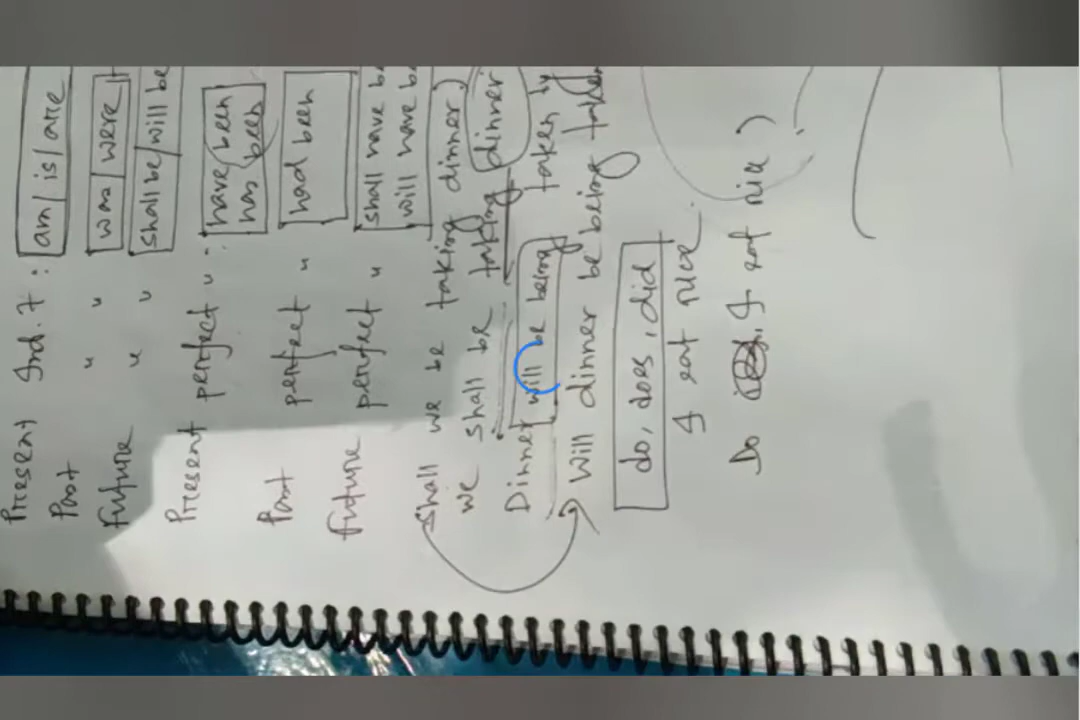 Present Ind. t : am/is/are
Past " " was/were
Future " " shall be/will be
Present perfect " : have been
has been
Past perfect " had been
Future perfect " shall have be
will have be
Shall we be taking dinner)
we shall be taking dinner
Dinner will be being taken by
Will dinner be being taken
do, does, did
I eat rice.
Do I eat rice)